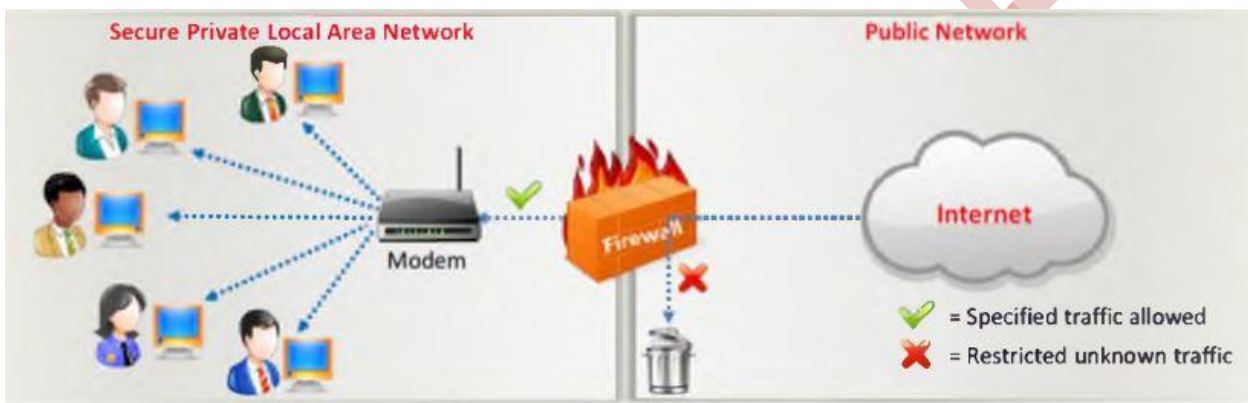 Secure Private Local Area Network
Public Network
Internet
Firewall
Modem
= Specified traffic allowed
= Restricted unknown traffic